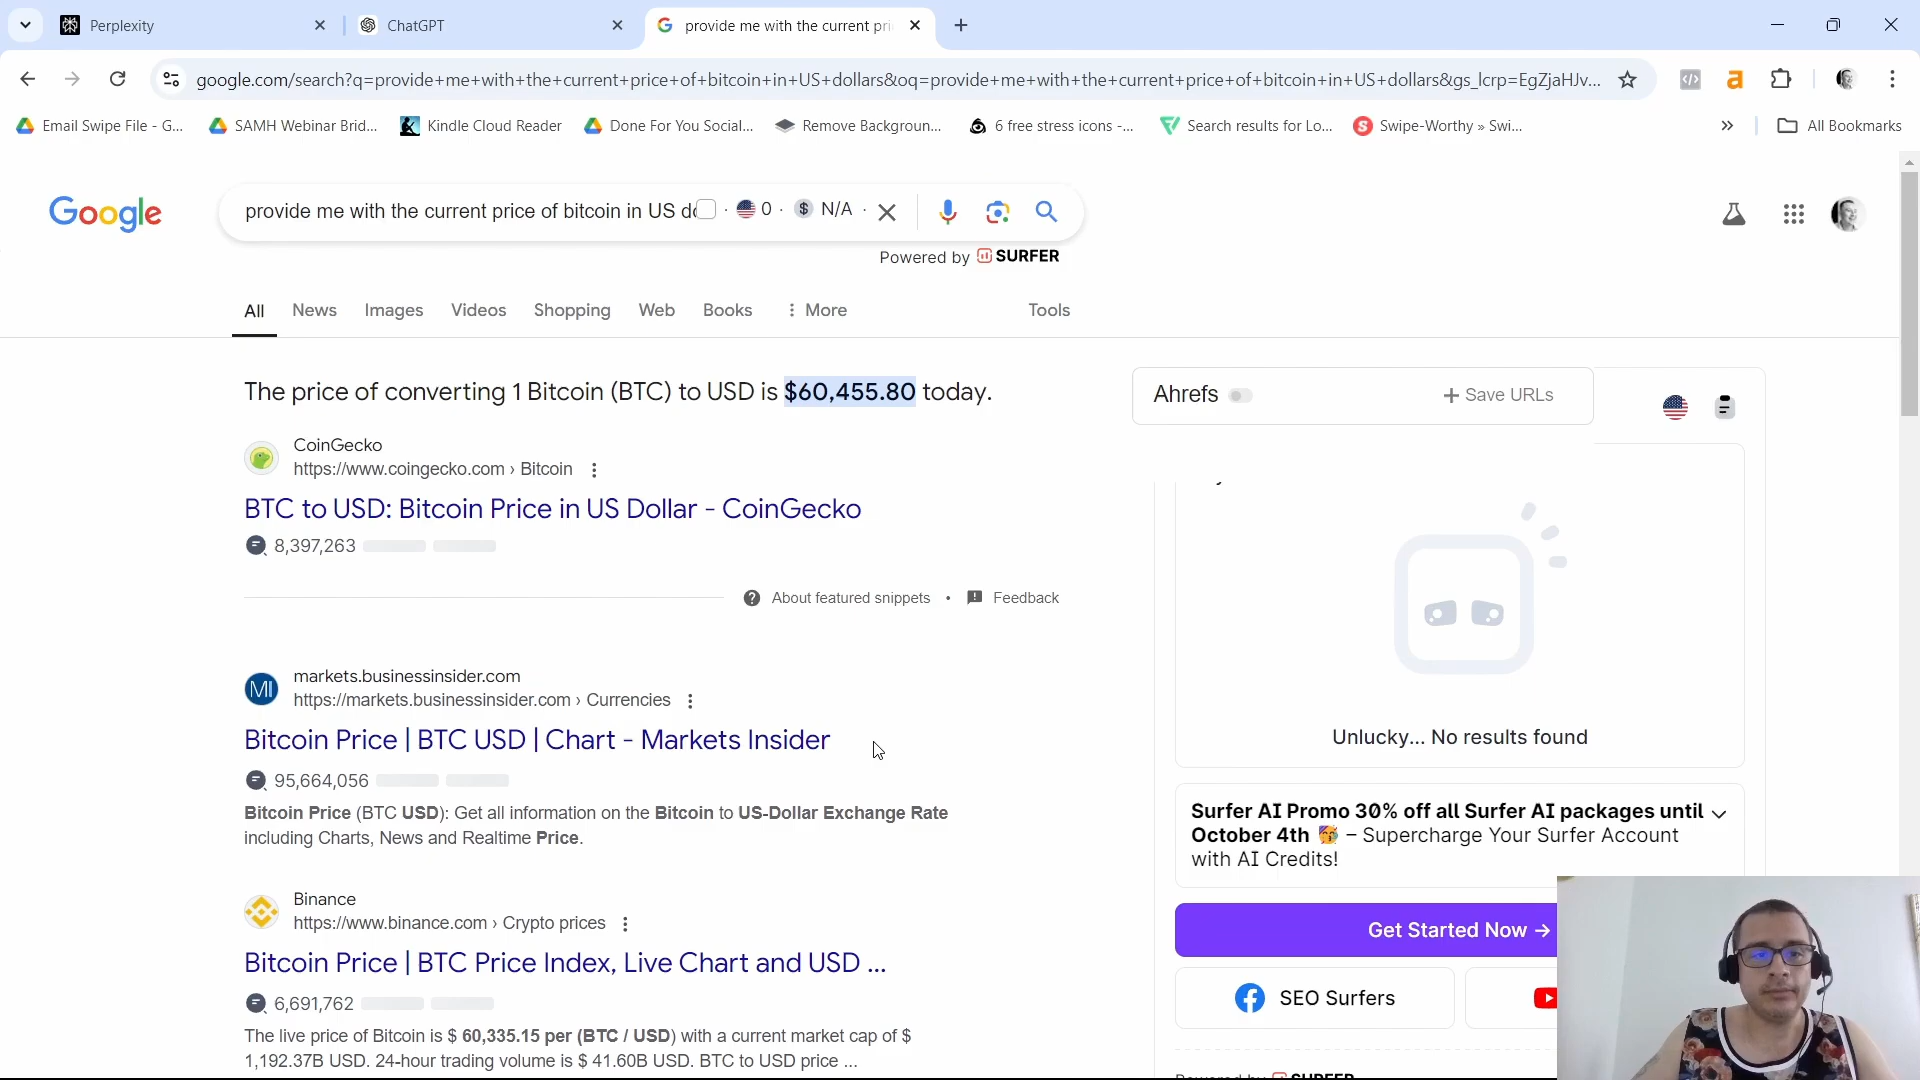 Perplexity
ChatGPT
provide me with the current pri
google.com/search?q=provide+me+with+the+current+price+of+bitcoin+in+US+dollars&oq=provide+me+with+the+current+price+of+bitcoin+in+US+dollars&gs_lcrp=EgZjaHJv...
Email Swipe File - G...
SAMH Webinar Brid...
Kindle Cloud Reader
Done For You Social...
Remove Backgroun...
6 free stress icons -...
Search results for Lo...
Swipe-Worthy » Swi...
All Bookmarks
Google
provide me with the current price of bitcoin in US do
0 ·
$ N/A ·
Powered by SURFER
All
News
Images
Videos
Shopping
Web
Books
More
Tools
The price of converting 1 Bitcoin (BTC) to USD is $60,455.80 today.
CoinGecko
https://www.coingecko.com › Bitcoin
BTC to USD: Bitcoin Price in US Dollar - CoinGecko
8,397,263
About featured snippets • Feedback
MI
markets.businessinsider.com
https://markets.businessinsider.com › Currencies
Bitcoin Price | BTC USD | Chart - Markets Insider
95,664,056
Bitcoin Price (BTC USD): Get all information on the Bitcoin to US-Dollar Exchange Rate
including Charts, News and Realtime Price.
Binance
https://www.binance.com › Crypto prices
Bitcoin Price | BTC Price Index, Live Chart and USD ...
6,691,762
The live price of Bitcoin is $ 60,335.15 per (BTC / USD) with a current market cap of $
1,192.37B USD. 24-hour trading volume is $ 41.60B USD. BTC to USD price ...
Ahrefs
+ Save URLs
Unlucky... No results found
Surfer AI Promo 30% off all Surfer AI packages until
October 4th 🥳 – Supercharge Your Surfer Account
with AI Credits!
Get Started Now →
SEO Surfers
Powered by SURFER